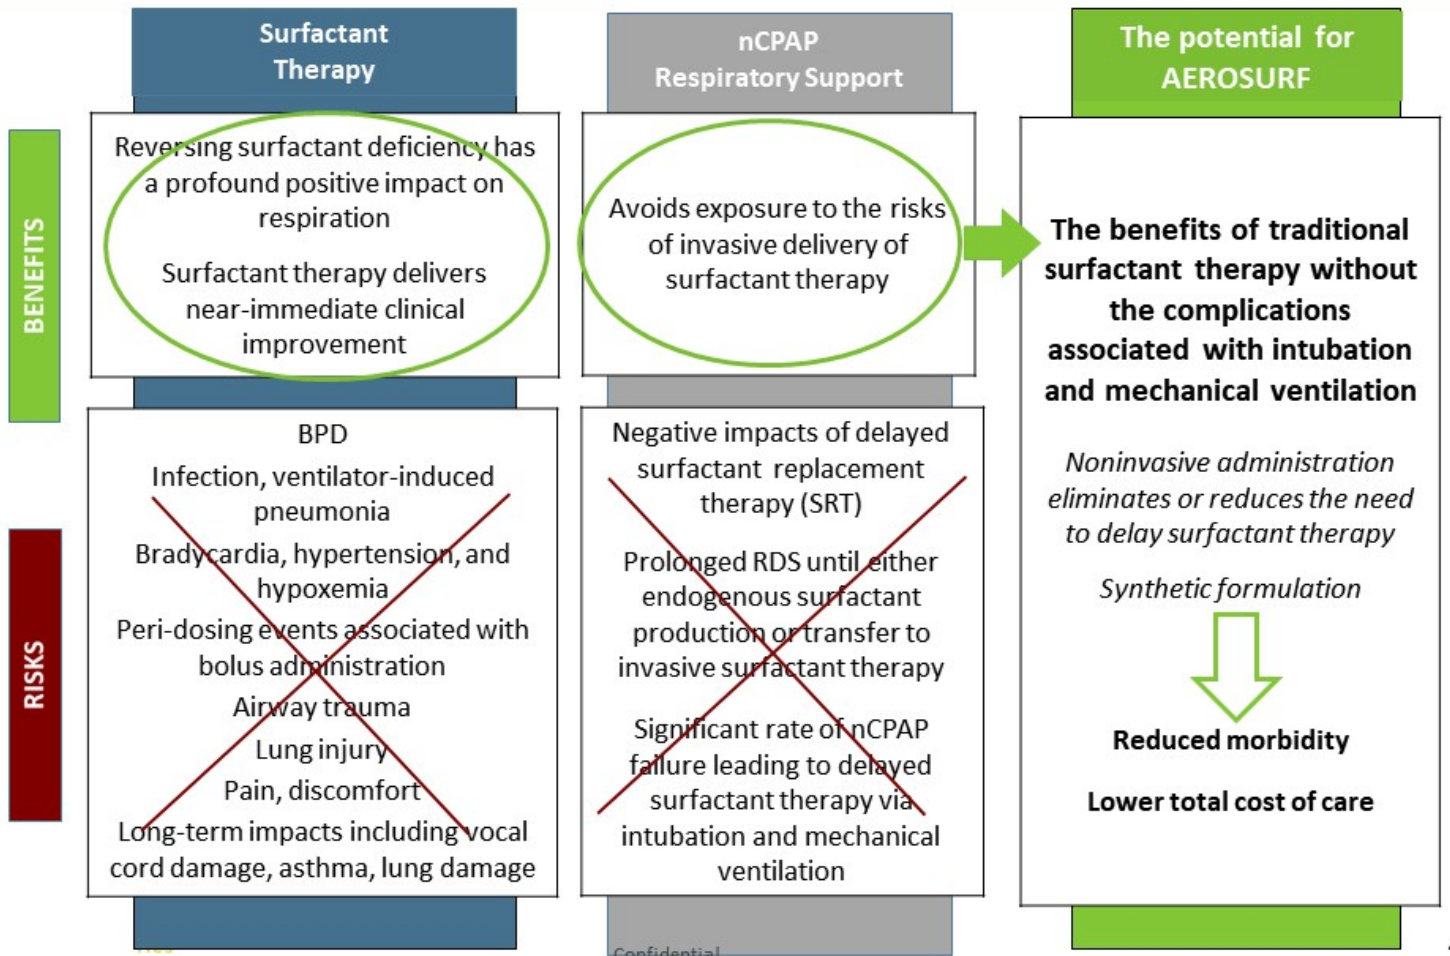 Surfactant
Therapy
nCPAP
Respiratory Support
The potential for
AEROSURF
BENEFITS
Reversing surfactant deficiency has
a profound positive impact on
respiration
Surfactant therapy delivers
near-immediate clinical
improvement
Avoids exposure to the risks
of invasive delivery of
surfactant therapy
The benefits of traditional
surfactant therapy without
the complications
associated with intubation
and mechanical ventilation
Noninvasive administration
eliminates or reduces the need
to delay surfactant therapy
Synthetic formulation
Reduced morbidity
Lower total cost of care
RISKS
BPD
Infection, ventilator-induced
pneumonia
Bradycardia, hypertension, and
hypoxemia
Peri-dosing events associated with
bolus administration
Airway trauma
Lung injury
Pain, discomfort
Long-term impacts including vocal
cord damage, asthma, lung damage
Negative impacts of delayed
surfactant replacement
therapy (SRT)
Prolonged RDS until either
endogenous surfactant
production or transfer to
invasive surfactant therapy
Significant rate of nCPAP
failure leading to delayed
surfactant therapy via
intubation and mechanical
ventilation
Confidential